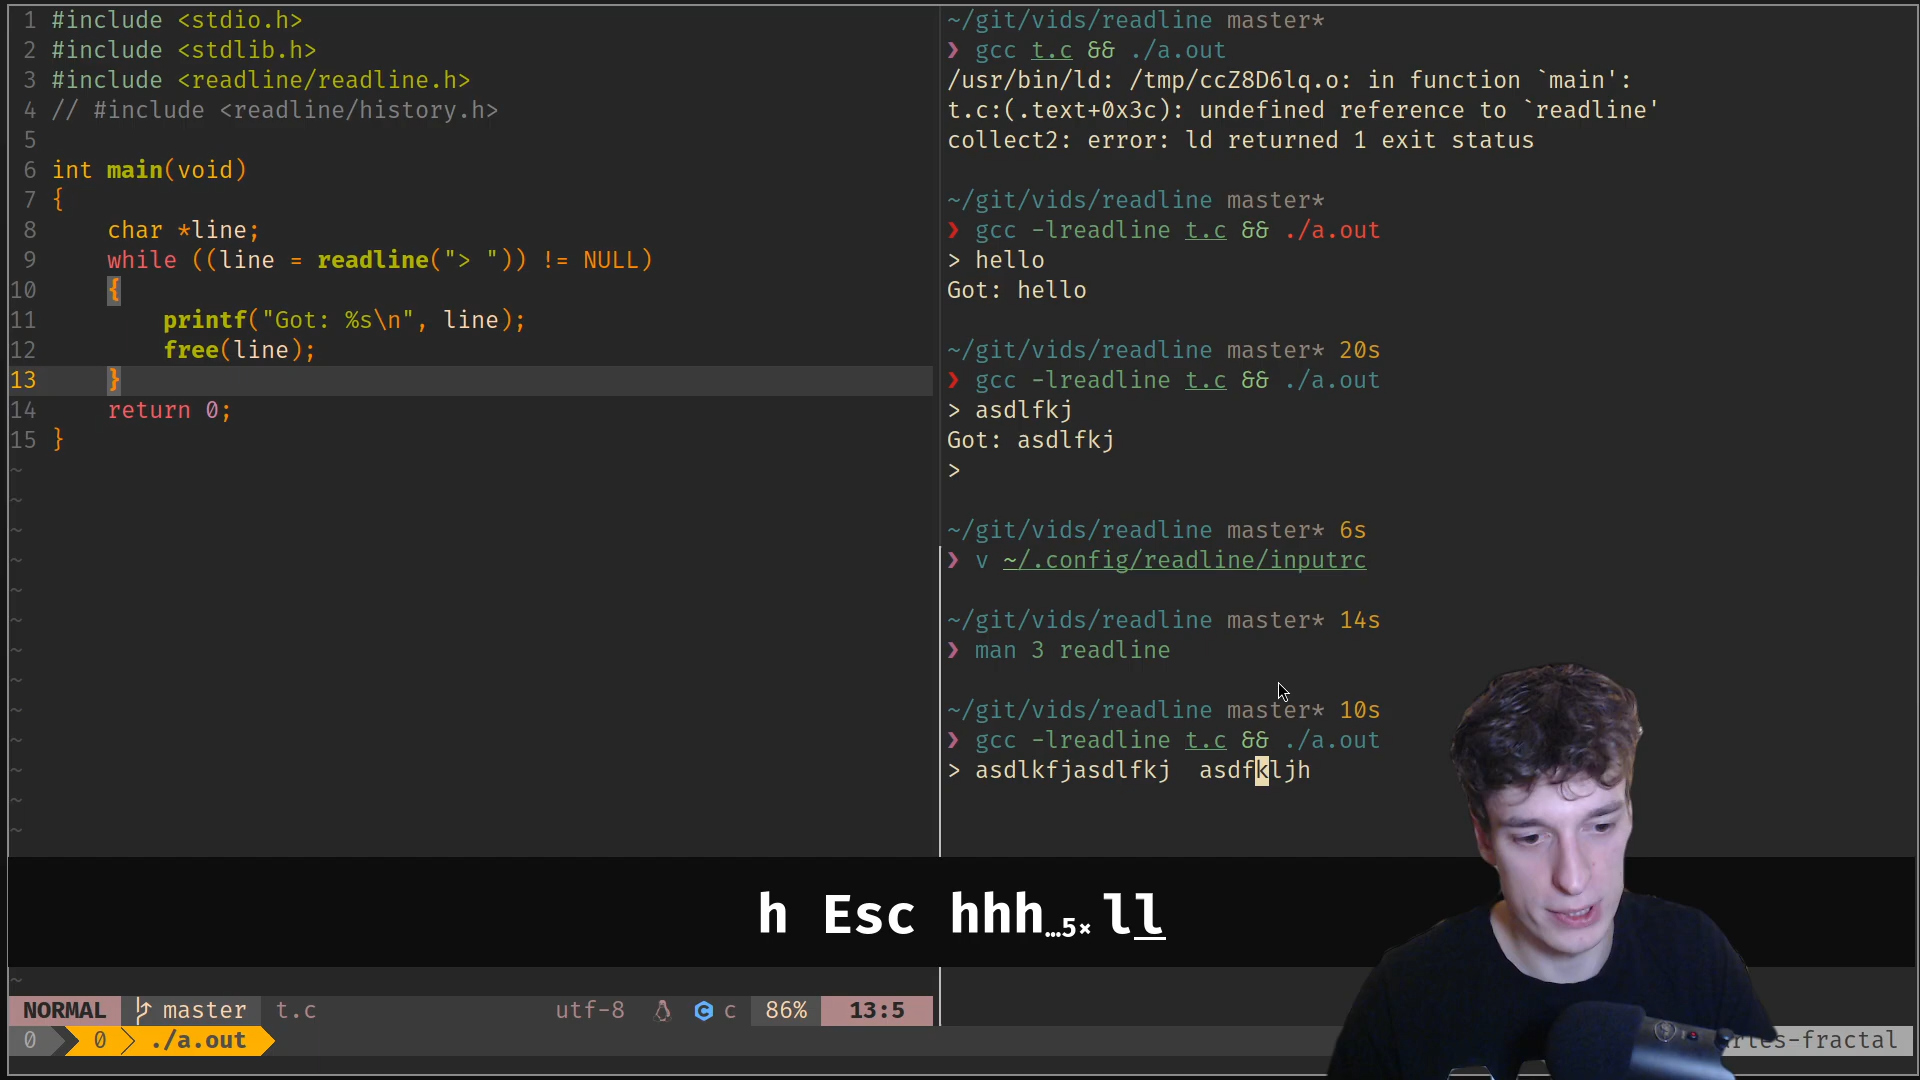 1 #include <stdio.h>
2 #include <stdlib.h>
3 #include <readline/readline.h>
4 // #include <readline/history.h>
5
6 int main(void)
7 {
8     char *line;
9     while ((line = readline("> ")) != NULL)
10     {
11         printf("Got: %s\n", line);
12         free(line);
13     }
14     return 0;
15 }
~
~
~
~
~
~
~
~
~
~
~
~
~
~
NORMAL master t.c utf-8 c 86% 13:5
0 0 ./a.out
~/git/vids/readline master*
❯ gcc t.c && ./a.out
/usr/bin/ld: /tmp/ccZ8D6lq.o: in function `main':
t.c:(.text+0x3c): undefined reference to `readline'
collect2: error: ld returned 1 exit status
~/git/vids/readline master*
❯ gcc -lreadline t.c && ./a.out
> hello
Got: hello
~/git/vids/readline master* 20s
❯ gcc -lreadline t.c && ./a.out
> asdlfkj
Got: asdlfkj
>
~/git/vids/readline master* 6s
❯ v ~/.config/readline/inputrc
~/git/vids/readline master* 14s
❯ man 3 readline
~/git/vids/readline master* 10s
❯ gcc -lreadline t.c && ./a.out
> asdlkfjasdlfkj  asdfkljh
h Esc hhh…5× ll